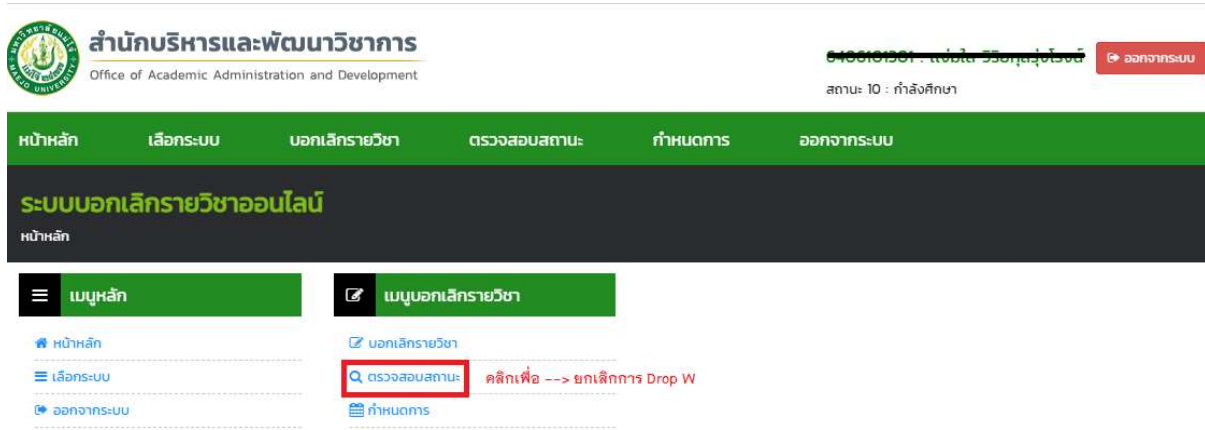 สำนักบริหารและพัฒนาวิชาการ
Office of Academic Administration and Development
ออกจากระบบ
สถานะ 10 : กำลังศึกษา
หน้าหลัก เลือกระบบ บอกเลิกรายวิชา ตรวจสอบสถานะ กำหนดการ ออกจากระบบ
ระบบบอกเลิกรายวิชาออนไลน์
หน้าหลัก
เมนูหลัก
หน้าหลัก
เลือกระบบ
ออกจากระบบ
เมนูบอกเลิกรายวิชา
บอกเลิกรายวิชา
ตรวจสอบสถานะ คลิกเพื่อ --> ยกเลิกการ Drop W
กำหนดการ